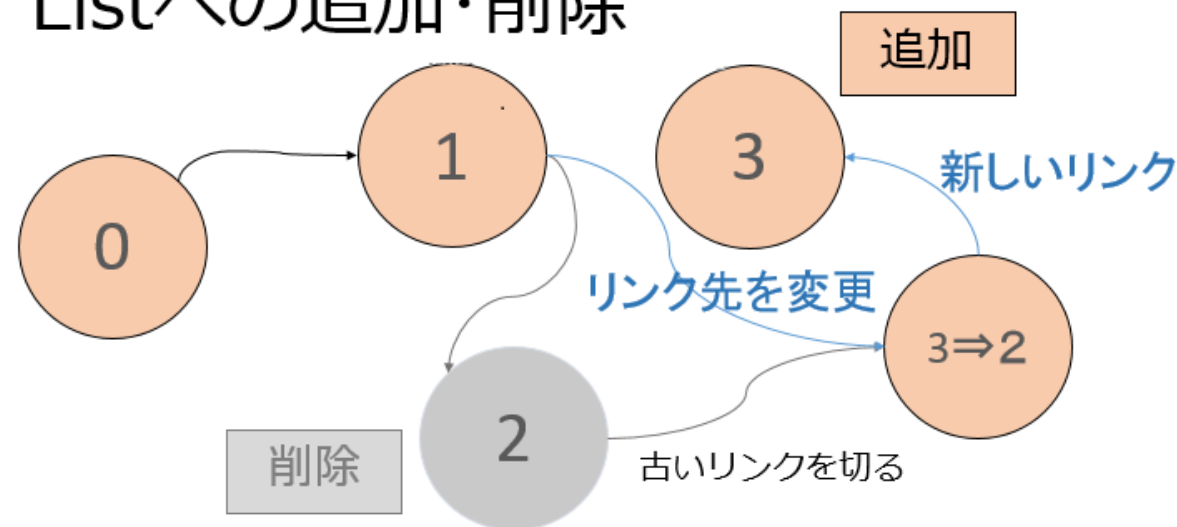 Listへの追加・削除
追加
1
3
新しいリンク
0
リンク先を変更
3⇒2
2
削除
古いリンクを切る